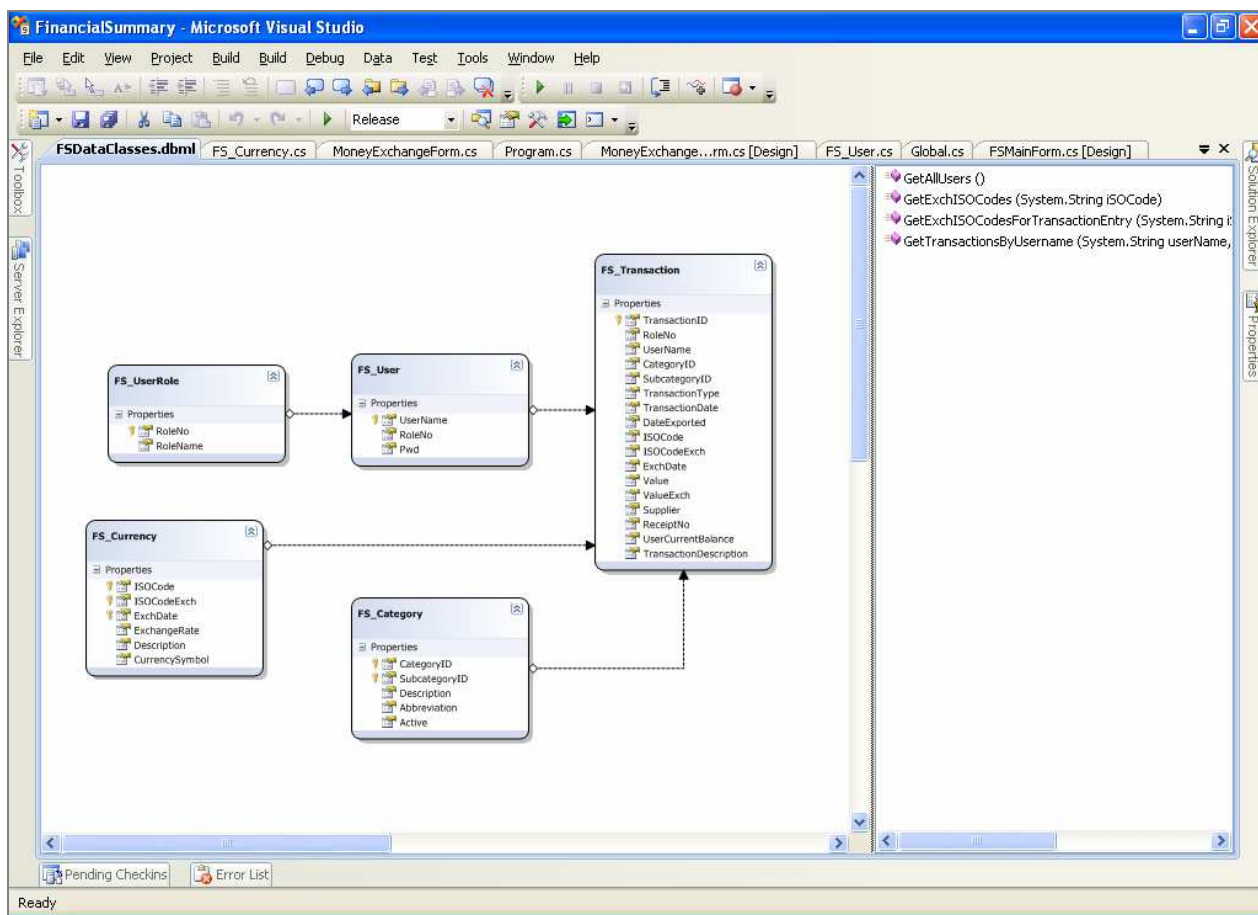 FinancialSummary - Microsoft Visual Studio
File Edit View Project Build Build Debug Data Test Tools Window Help
Release
FSDataClasses.dbml FS_Currency.cs MoneyExchangeForm.cs Program.cs MoneyExchange...rm.cs [Design] FS_User.cs Global.cs FSMainForm.cs [Design]
Toolbox
Server Explorer
FS_UserRole
Properties
RoleNo
RoleName
FS_User
Properties
UserName
RoleNo
Pwd
FS_Transaction
Properties
TransactionID
RoleNo
UserName
CategoryID
SubcategoryID
TransactionType
TransactionDate
DateExported
ISOCode
ISOCodeExch
ExchDate
Value
ValueExch
Supplier
ReceiptNo
UserCurrentBalance
TransactionDescription
FS_Currency
Properties
ISOCode
ISOCodeExch
ExchDate
ExchangeRate
Description
CurrencySymbol
FS_Category
Properties
CategoryID
SubcategoryID
Description
Abbreviation
Active
GetAllUsers ()
GetExchISOCodes (System.String iSOCode)
GetExchISOCodesForTransactionEntry (System.String i
GetTransactionsByUsername (System.String userName,
Solution Explorer
Properties
Pending Checkins Error List
Ready